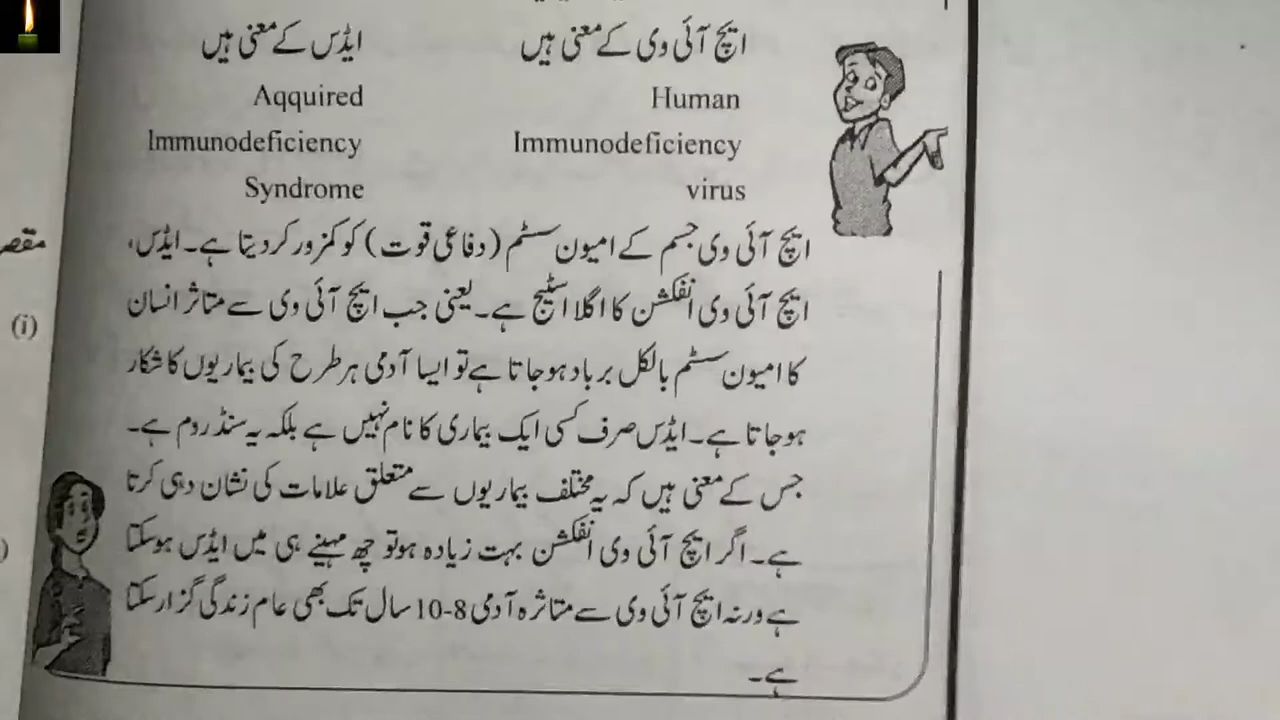 ایچ آئی وی کے معنی ہیں
ایڈس کے معنی ہیں
Human
Aqquired
Immunodeficiency
Immunodeficiency
virus
Syndrome
ایچ آئی وی جسم کے امیون سسٹم (دفاعی قوت) کو کمزور کر دیتا ہے۔ ایڈس،
ایچ آئی وی انفکشن کا اگلا اسٹیج ہے۔ یعنی جب ایچ آئی وی سے متاثر انسان
کا امیون سسٹم بالکل برباد ہو جاتا ہے تو ایسا آدمی ہر طرح کی بیماریوں کا شکار
ہو جاتا ہے۔ ایڈس صرف کسی ایک بیماری کا نام نہیں ہے بلکہ یہ سنڈروم ہے۔
جس کے معنی ہیں کہ یہ مختلف بیماریوں سے متعلق علامات کی نشان دہی کرتا
ہے۔ اگر ایچ آئی وی انفکشن بہت زیادہ ہو تو چھ مہینے ہی میں ایڈس ہو سکتا
ہے ورنہ ایچ آئی وی سے متاثرہ آدمی 8-10 سال تک بھی عام زندگی گزار سکتا
ہے۔
(i)